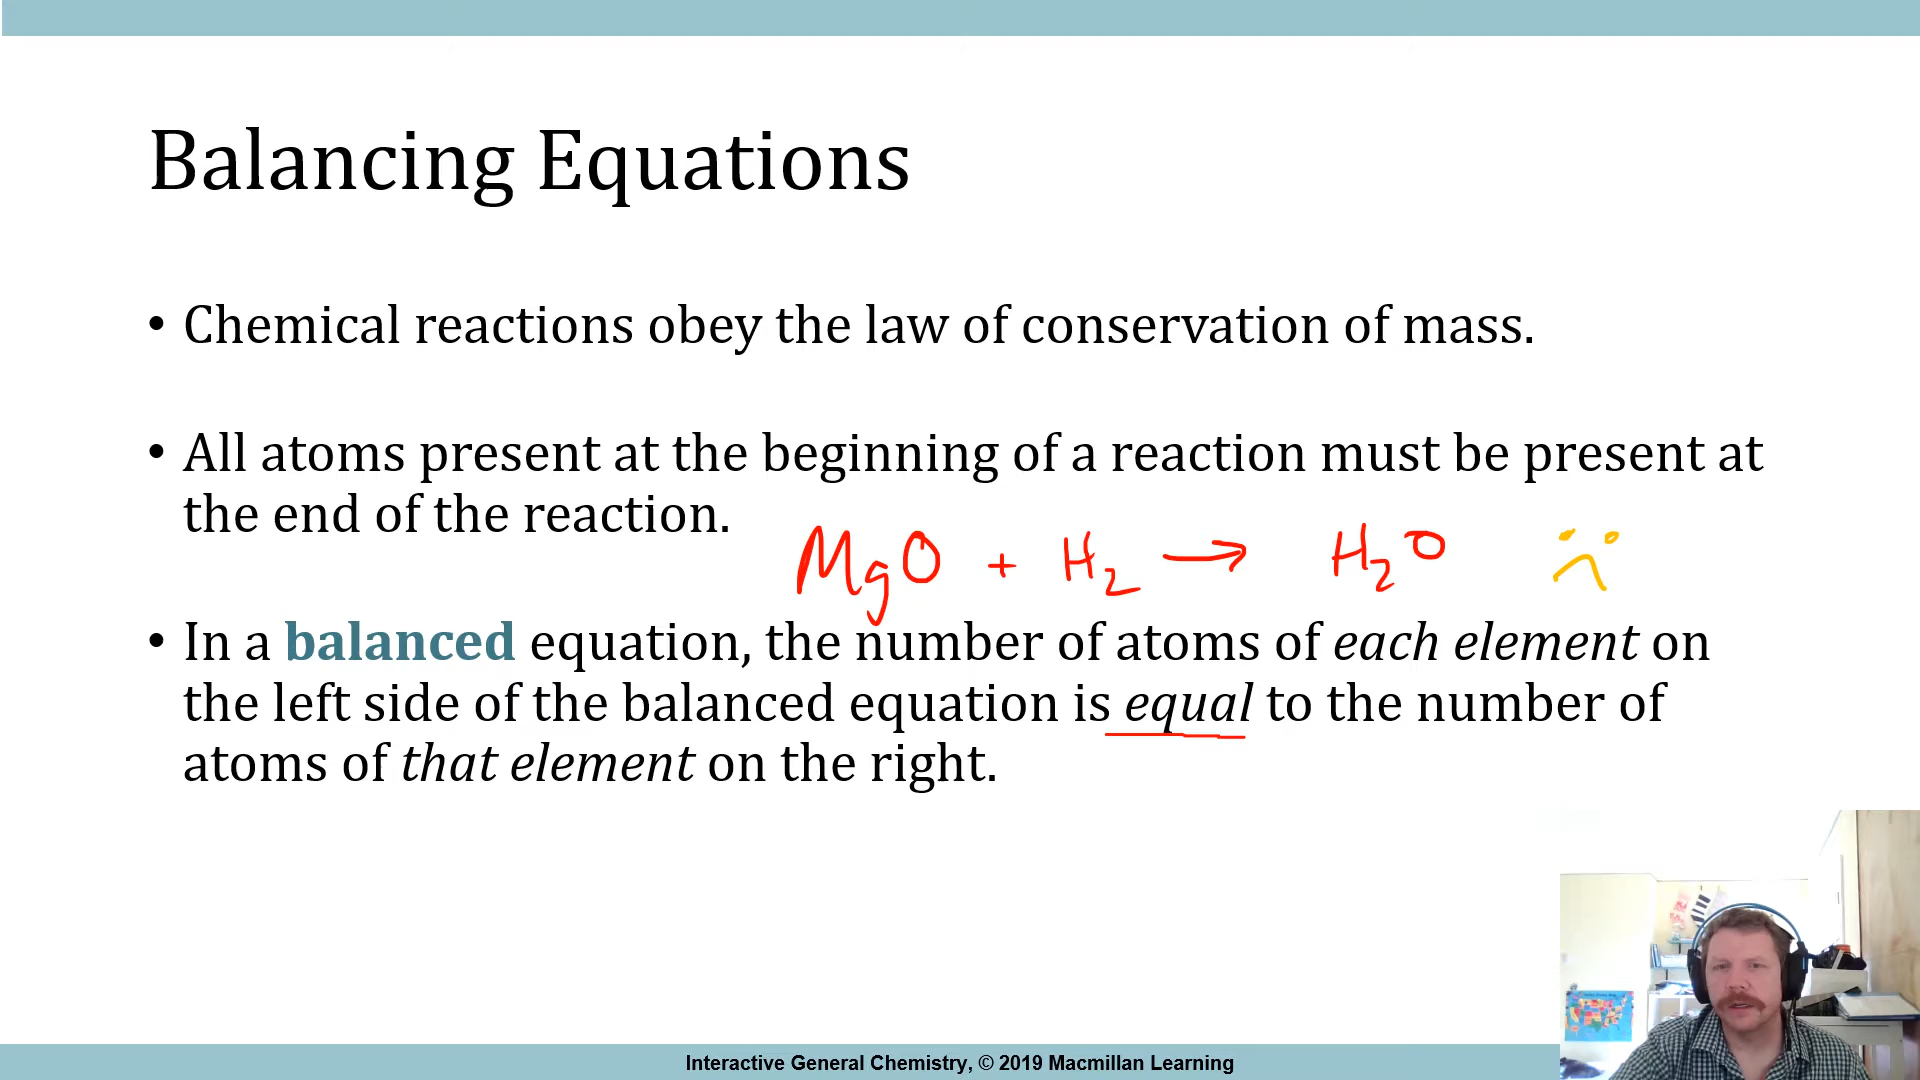 Balancing Equations
• Chemical reactions obey the law of conservation of mass.
• All atoms present at the beginning of a reaction must be present at
the end of the reaction.
MgO + H₂ → H₂O
• In a balanced equation, the number of atoms of each element on
the left side of the balanced equation is equal to the number of
atoms of that element on the right.
Interactive General Chemistry, © 2019 Macmillan Learning